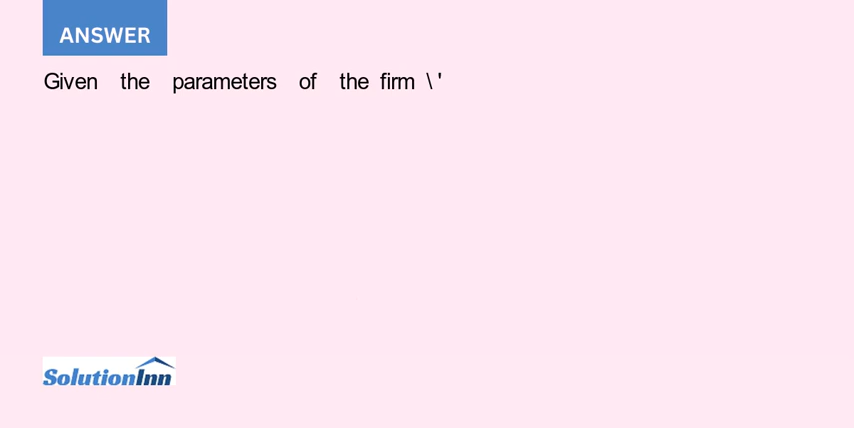 ANSWER
Given the parameters of the firm \ '
SolutionInn